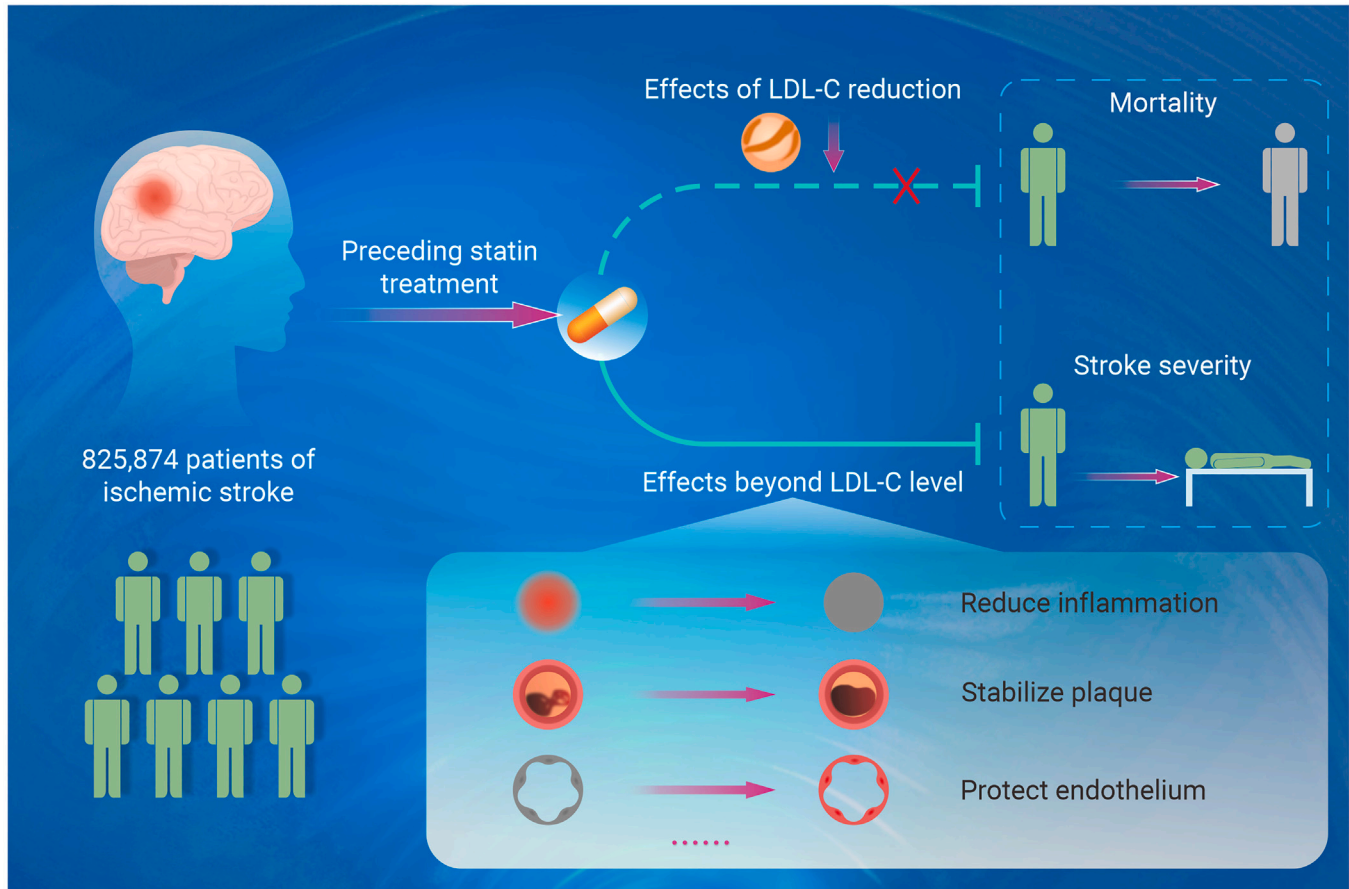 Effects of LDL-C reduction
Mortality
Preceding statin
treatment
Stroke severity
825,874 patients of
ischemic stroke
Effects beyond LDL-C level
Reduce inflammation
Stabilize plaque
Protect endothelium
......